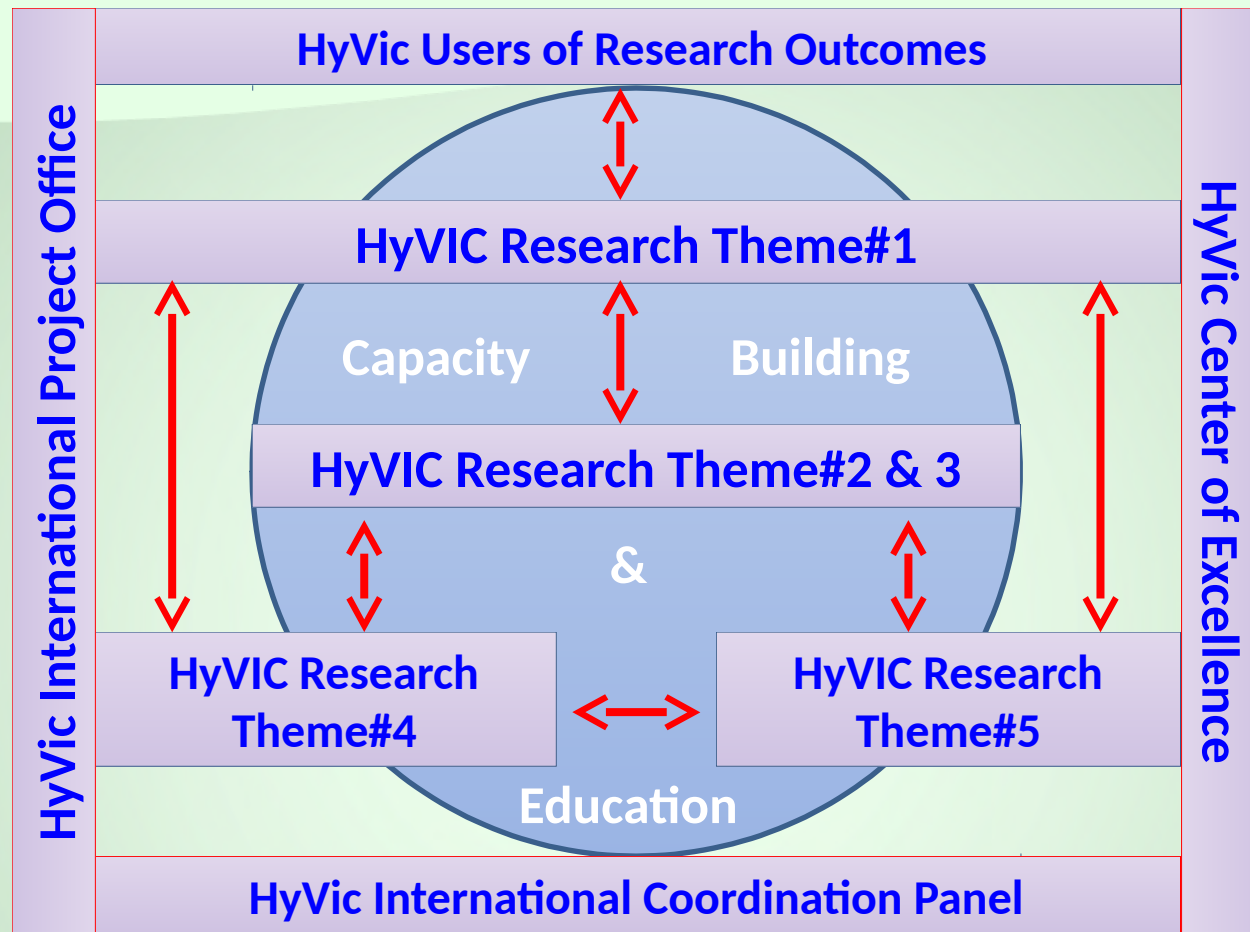 HyVic Users of Research Outcomes
HyVic International Project Office
HyVic Center of Excellence
HyVIC Research Theme#1
Capacity Building
HyVIC Research Theme#2 & 3
&
HyVIC Research
Theme#4
HyVIC Research
Theme#5
Education
HyVic International Coordination Panel